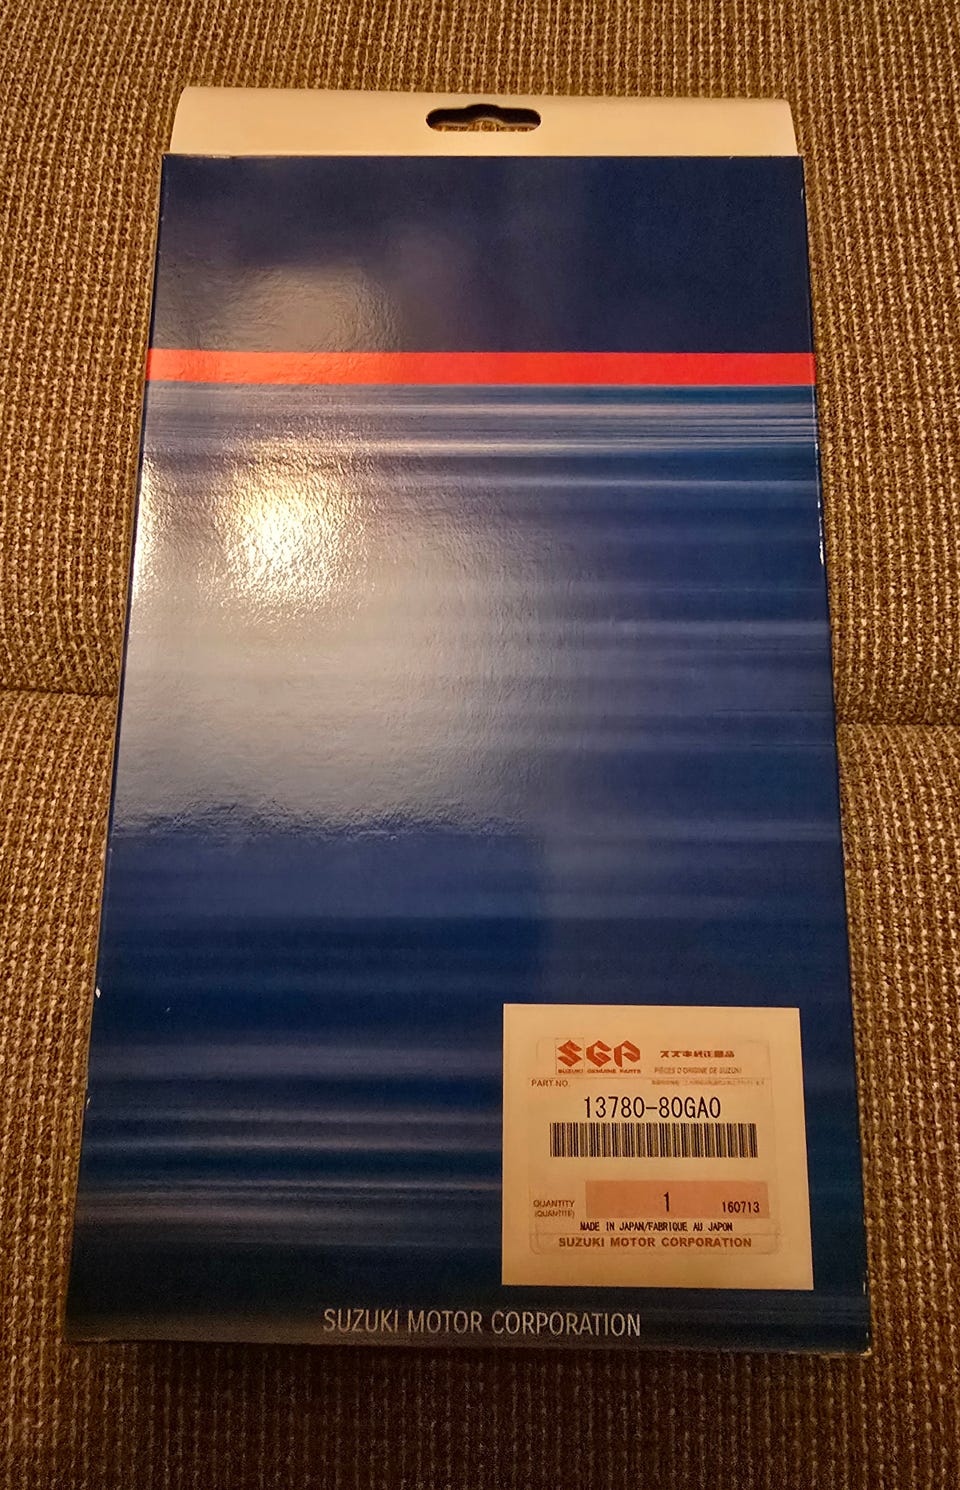 SGP
SUZUKI GENUINE PARTS
スズキ純正部品
PIÈCES D'ORIGINE DE SUZUKI
PART NO.
13780-80GA0
QUANTITY
(QUANTITÉ)
1
160713
MADE IN JAPAN/FABRIQUE AU JAPON
SUZUKI MOTOR CORPORATION
SUZUKI MOTOR CORPORATION